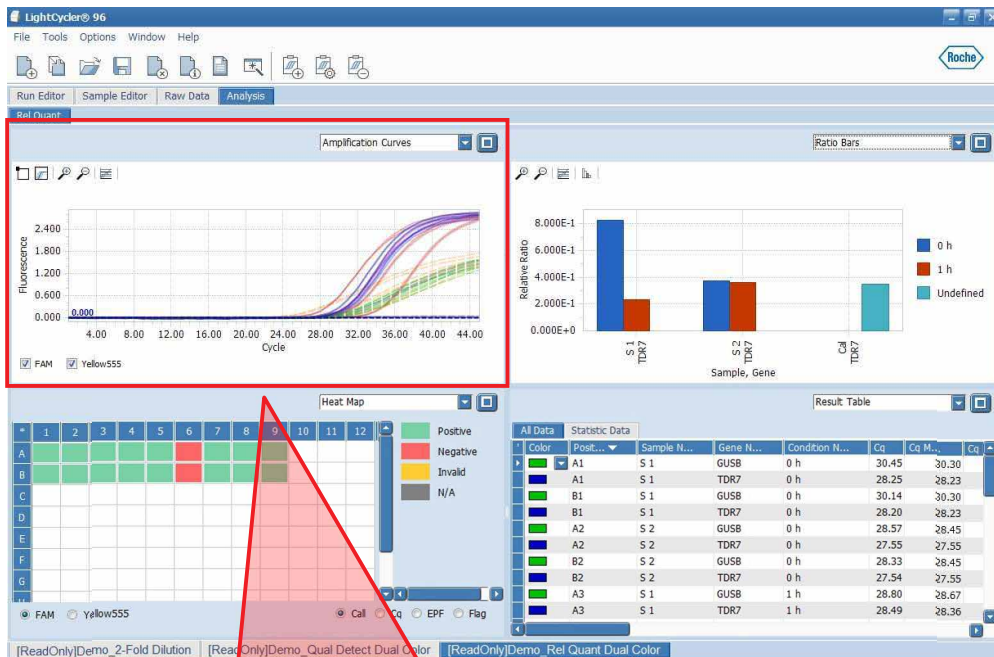 LightCycler® 96
File Tools Options Window Help
Roche
Run Editor Sample Editor Raw Data Analysis
Rel Quant
Amplification Curves
Fluorescence
2.400
1.800
1.200
0.600
0.000
0.000
4.00 8.00 12.00 16.00 20.00 24.00 28.00 32.00 36.00 40.00 44.00
Cycle
FAM Yellow555
Ratio Bars
Relative Ratio
8.000E-1
6.000E-1
4.000E-1
2.000E-1
0.000E+0
S 1 TDR7
S 2 TDR7
Cal TDR7
Sample, Gene
0 h
1 h
Undefined
Heat Map
* 1 2 3 4 5 6 7 8 9 10 11 12
A
B
C
D
E
F
G
Positive
Negative
Invalid
N/A
FAM Yellow555 Call Cq EPF Flag
Result Table
All Data Statistic Data
* Color Posit... Sample N... Gene N... Condition N... Cq Cq M... Cq
A1 S 1 GUSB 0 h 30.45 30.30
A1 S 1 TDR7 0 h 28.25 28.23
B1 S 1 GUSB 0 h 30.14 30.30
B1 S 1 TDR7 0 h 28.20 28.23
A2 S 2 GUSB 0 h 28.57 28.45
A2 S 2 TDR7 0 h 27.55 27.55
B2 S 2 GUSB 0 h 28.33 28.45
B2 S 2 TDR7 0 h 27.54 27.55
A3 S 1 GUSB 1 h 28.80 28.67
A3 S 1 TDR7 1 h 28.49 28.36
[ReadOnly]Demo_2-Fold Dilution [ReadOnly]Demo_Qual Detect Dual Color [ReadOnly]Demo_Rel Quant Dual Color